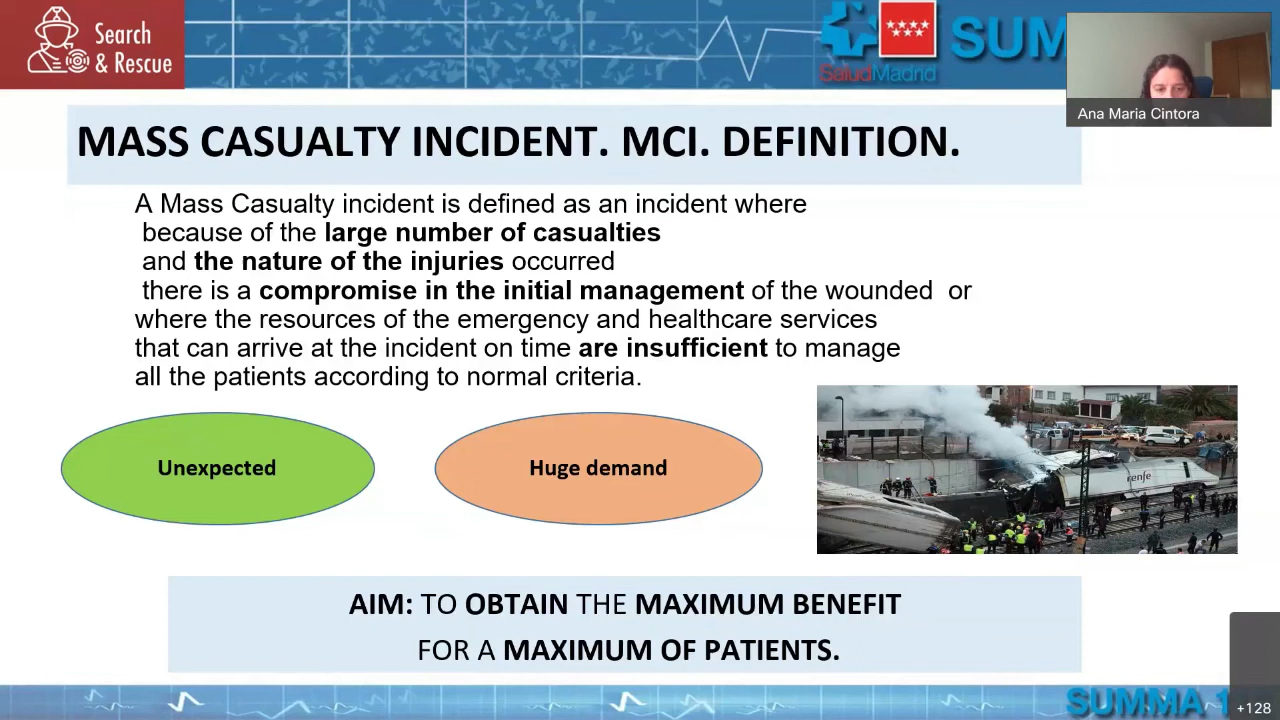 Search
& Rescue
SaludMadrid
SUM
Ana Maria Cintora
MASS CASUALTY INCIDENT. MCI. DEFINITION.
A Mass Casualty incident is defined as an incident where
because of the large number of casualties
and the nature of the injuries occurred
there is a compromise in the initial management of the wounded or
where the resources of the emergency and healthcare services
that can arrive at the incident on time are insufficient to manage
all the patients according to normal criteria.
Unexpected
Huge demand
renfe
AIM: TO OBTAIN THE MAXIMUM BENEFIT
FOR A MAXIMUM OF PATIENTS.
SUMMA 1
+128